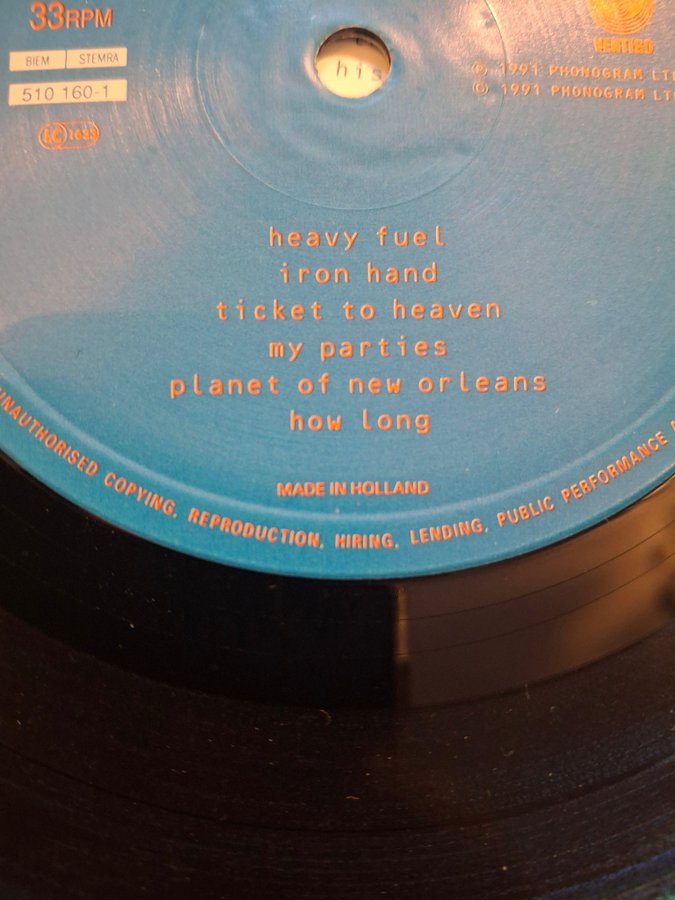 33RPM
BIEM STEMRA
510 160-1
LC 1633
his
VERTIGO
℗ 1991 PHONOGRAM LTD
© 1991 PHONOGRAM LTD
heavy fuel
iron hand
ticket to heaven
my parties
planet of new orleans
how long
MADE IN HOLLAND
UNAUTHORISED COPYING, REPRODUCTION, HIRING, LENDING, PUBLIC PERFORMANCE